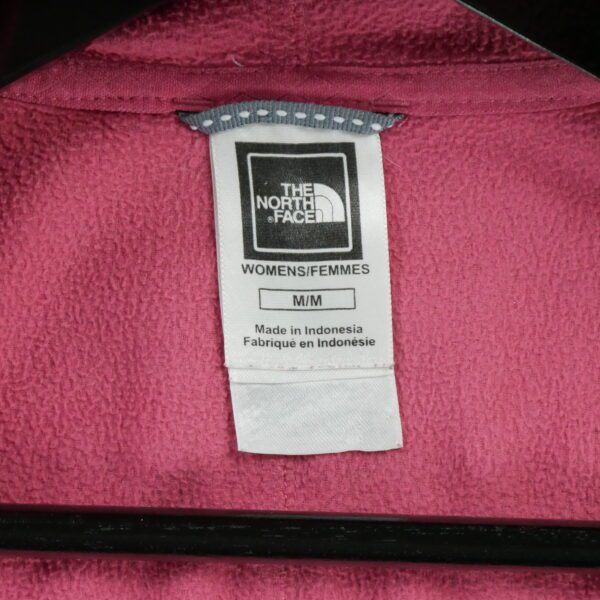 THE
NORTH
®FACE
WOMENS/FEMMES
M/M
Made in Indonesia
Fabriqué en Indonésie